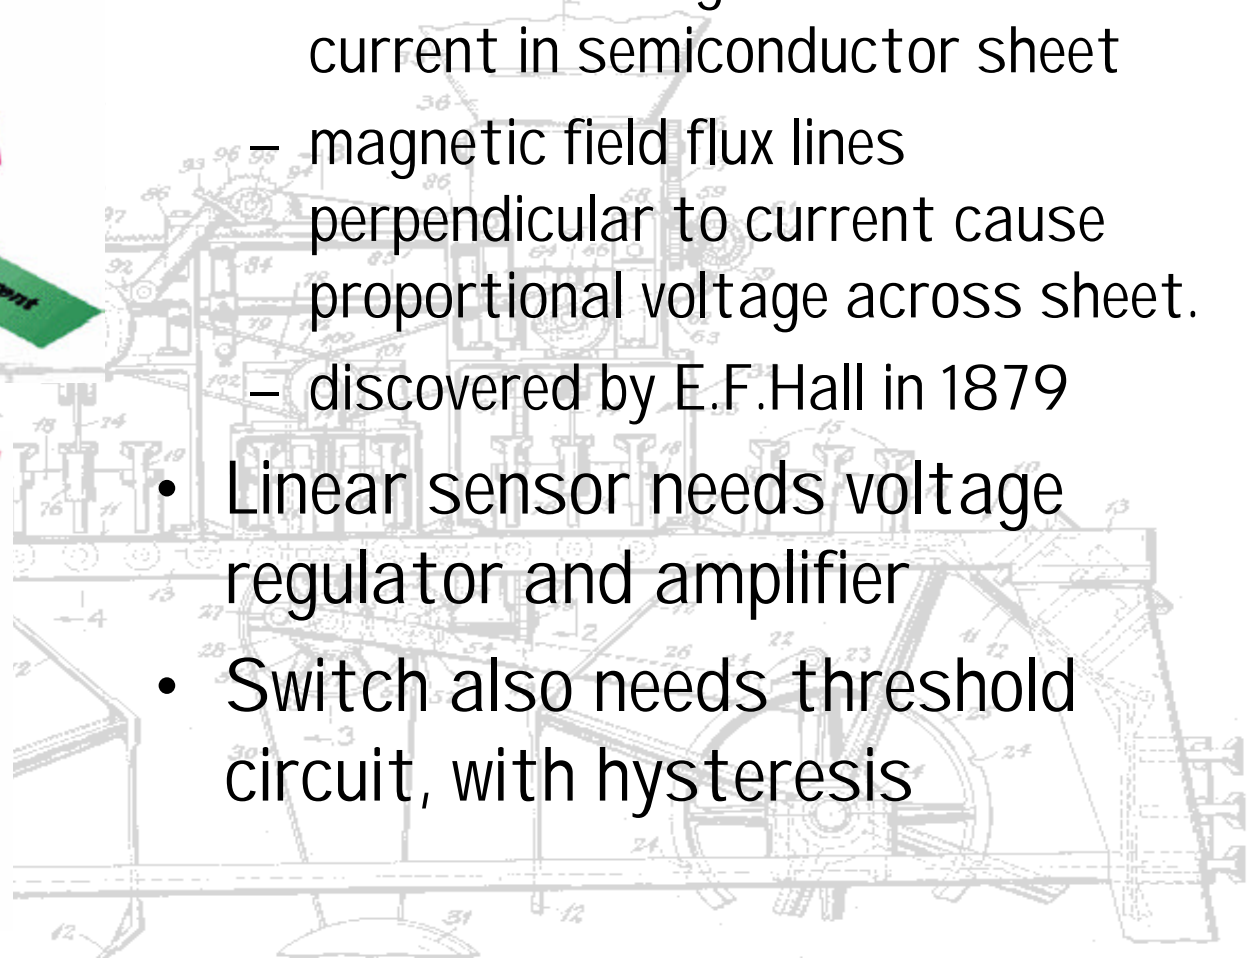 current in semiconductor sheet
– magnetic field flux lines
perpendicular to current cause
proportional voltage across sheet.
– discovered by E.F.Hall in 1879
• Linear sensor needs voltage
regulator and amplifier
• Switch also needs threshold
circuit, with hysteresis